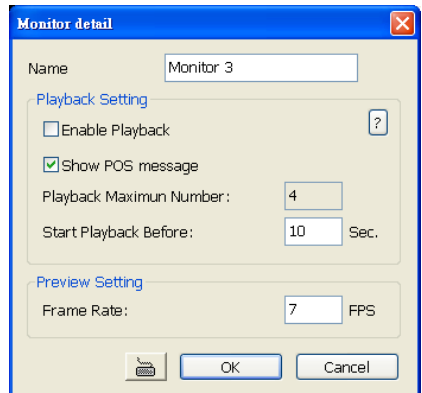 Monitor detail
Name Monitor 3
Playback Setting
Enable Playback ?
Show POS message
Playback Maximun Number: 4
Start Playback Before: 10 Sec.
Preview Setting
Frame Rate: 7 FPS
OK Cancel